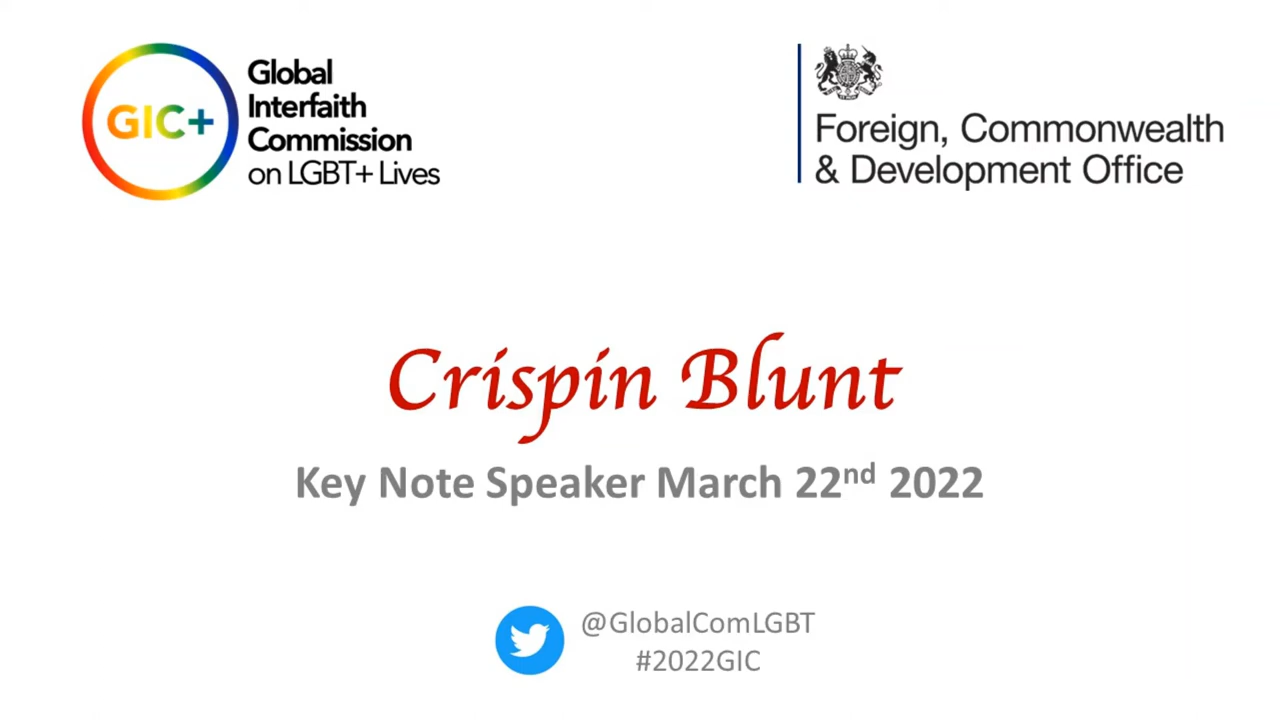 GIC+
Global
Interfaith
Commission
on LGBT+ Lives
Foreign, Commonwealth
& Development Office
Crispin Blunt
Key Note Speaker March 22nd 2022
@GlobalComLGBT
#2022GIC